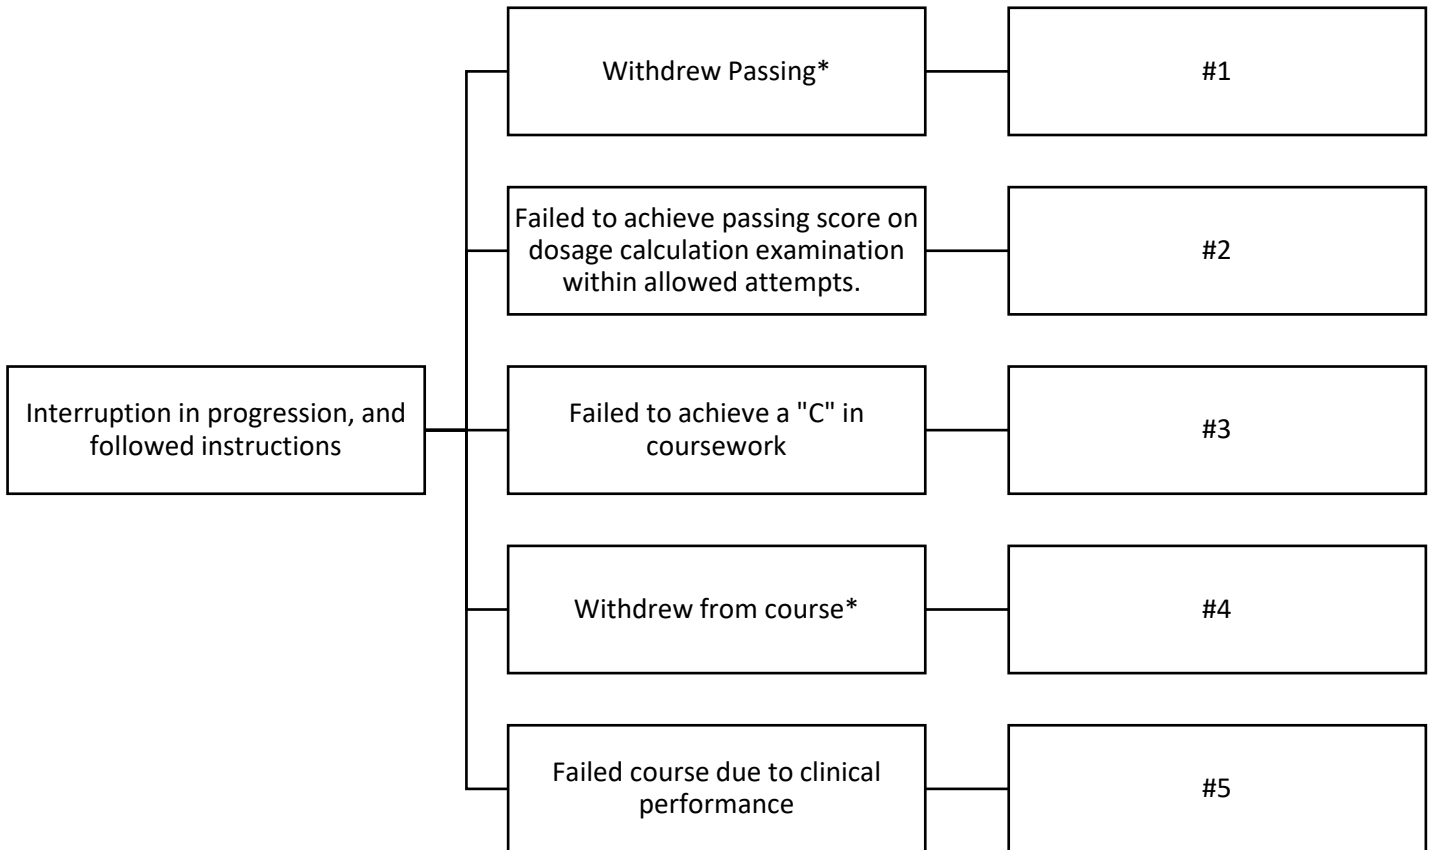 Withdrew Passing*
#1
Failed to achieve passing score on
dosage calculation examination
within allowed attempts.
#2
Interruption in progression, and
followed instructions
Failed to achieve a "C" in
coursework
#3
Withdrew from course*
#4
Failed course due to clinical
performance
#5